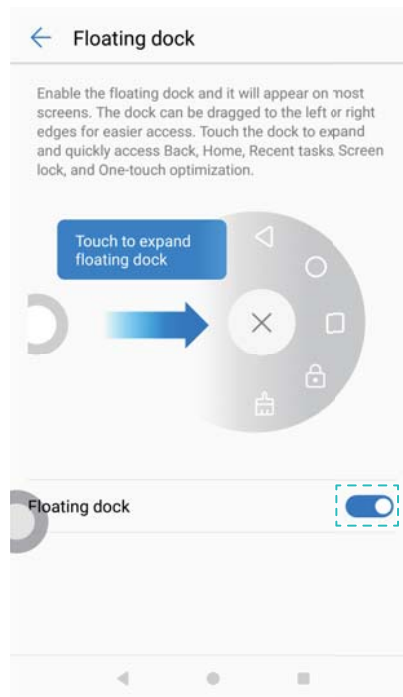 Floating dock
Enable the floating dock and it will appear on most
screens. The dock can be dragged to the left or right
edges for easier access. Touch the dock to expand
and quickly access Back, Home, Recent tasks, Screen
lock, and One-touch optimization.
Touch to expand
floating dock
Floating dock